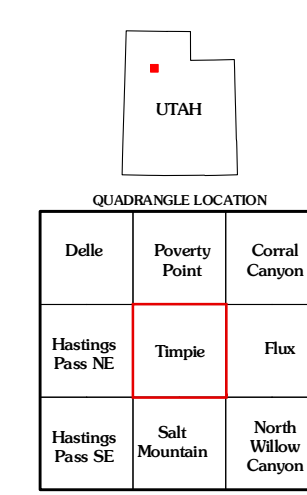 UTAH
QUADRANGLE LOCATION
Delle
Poverty
Point
Corral
Canyon
Hastings
Pass NE
Timpie
Flux
Hastings
Pass SE
Salt
Mountain
North
Willow
Canyon